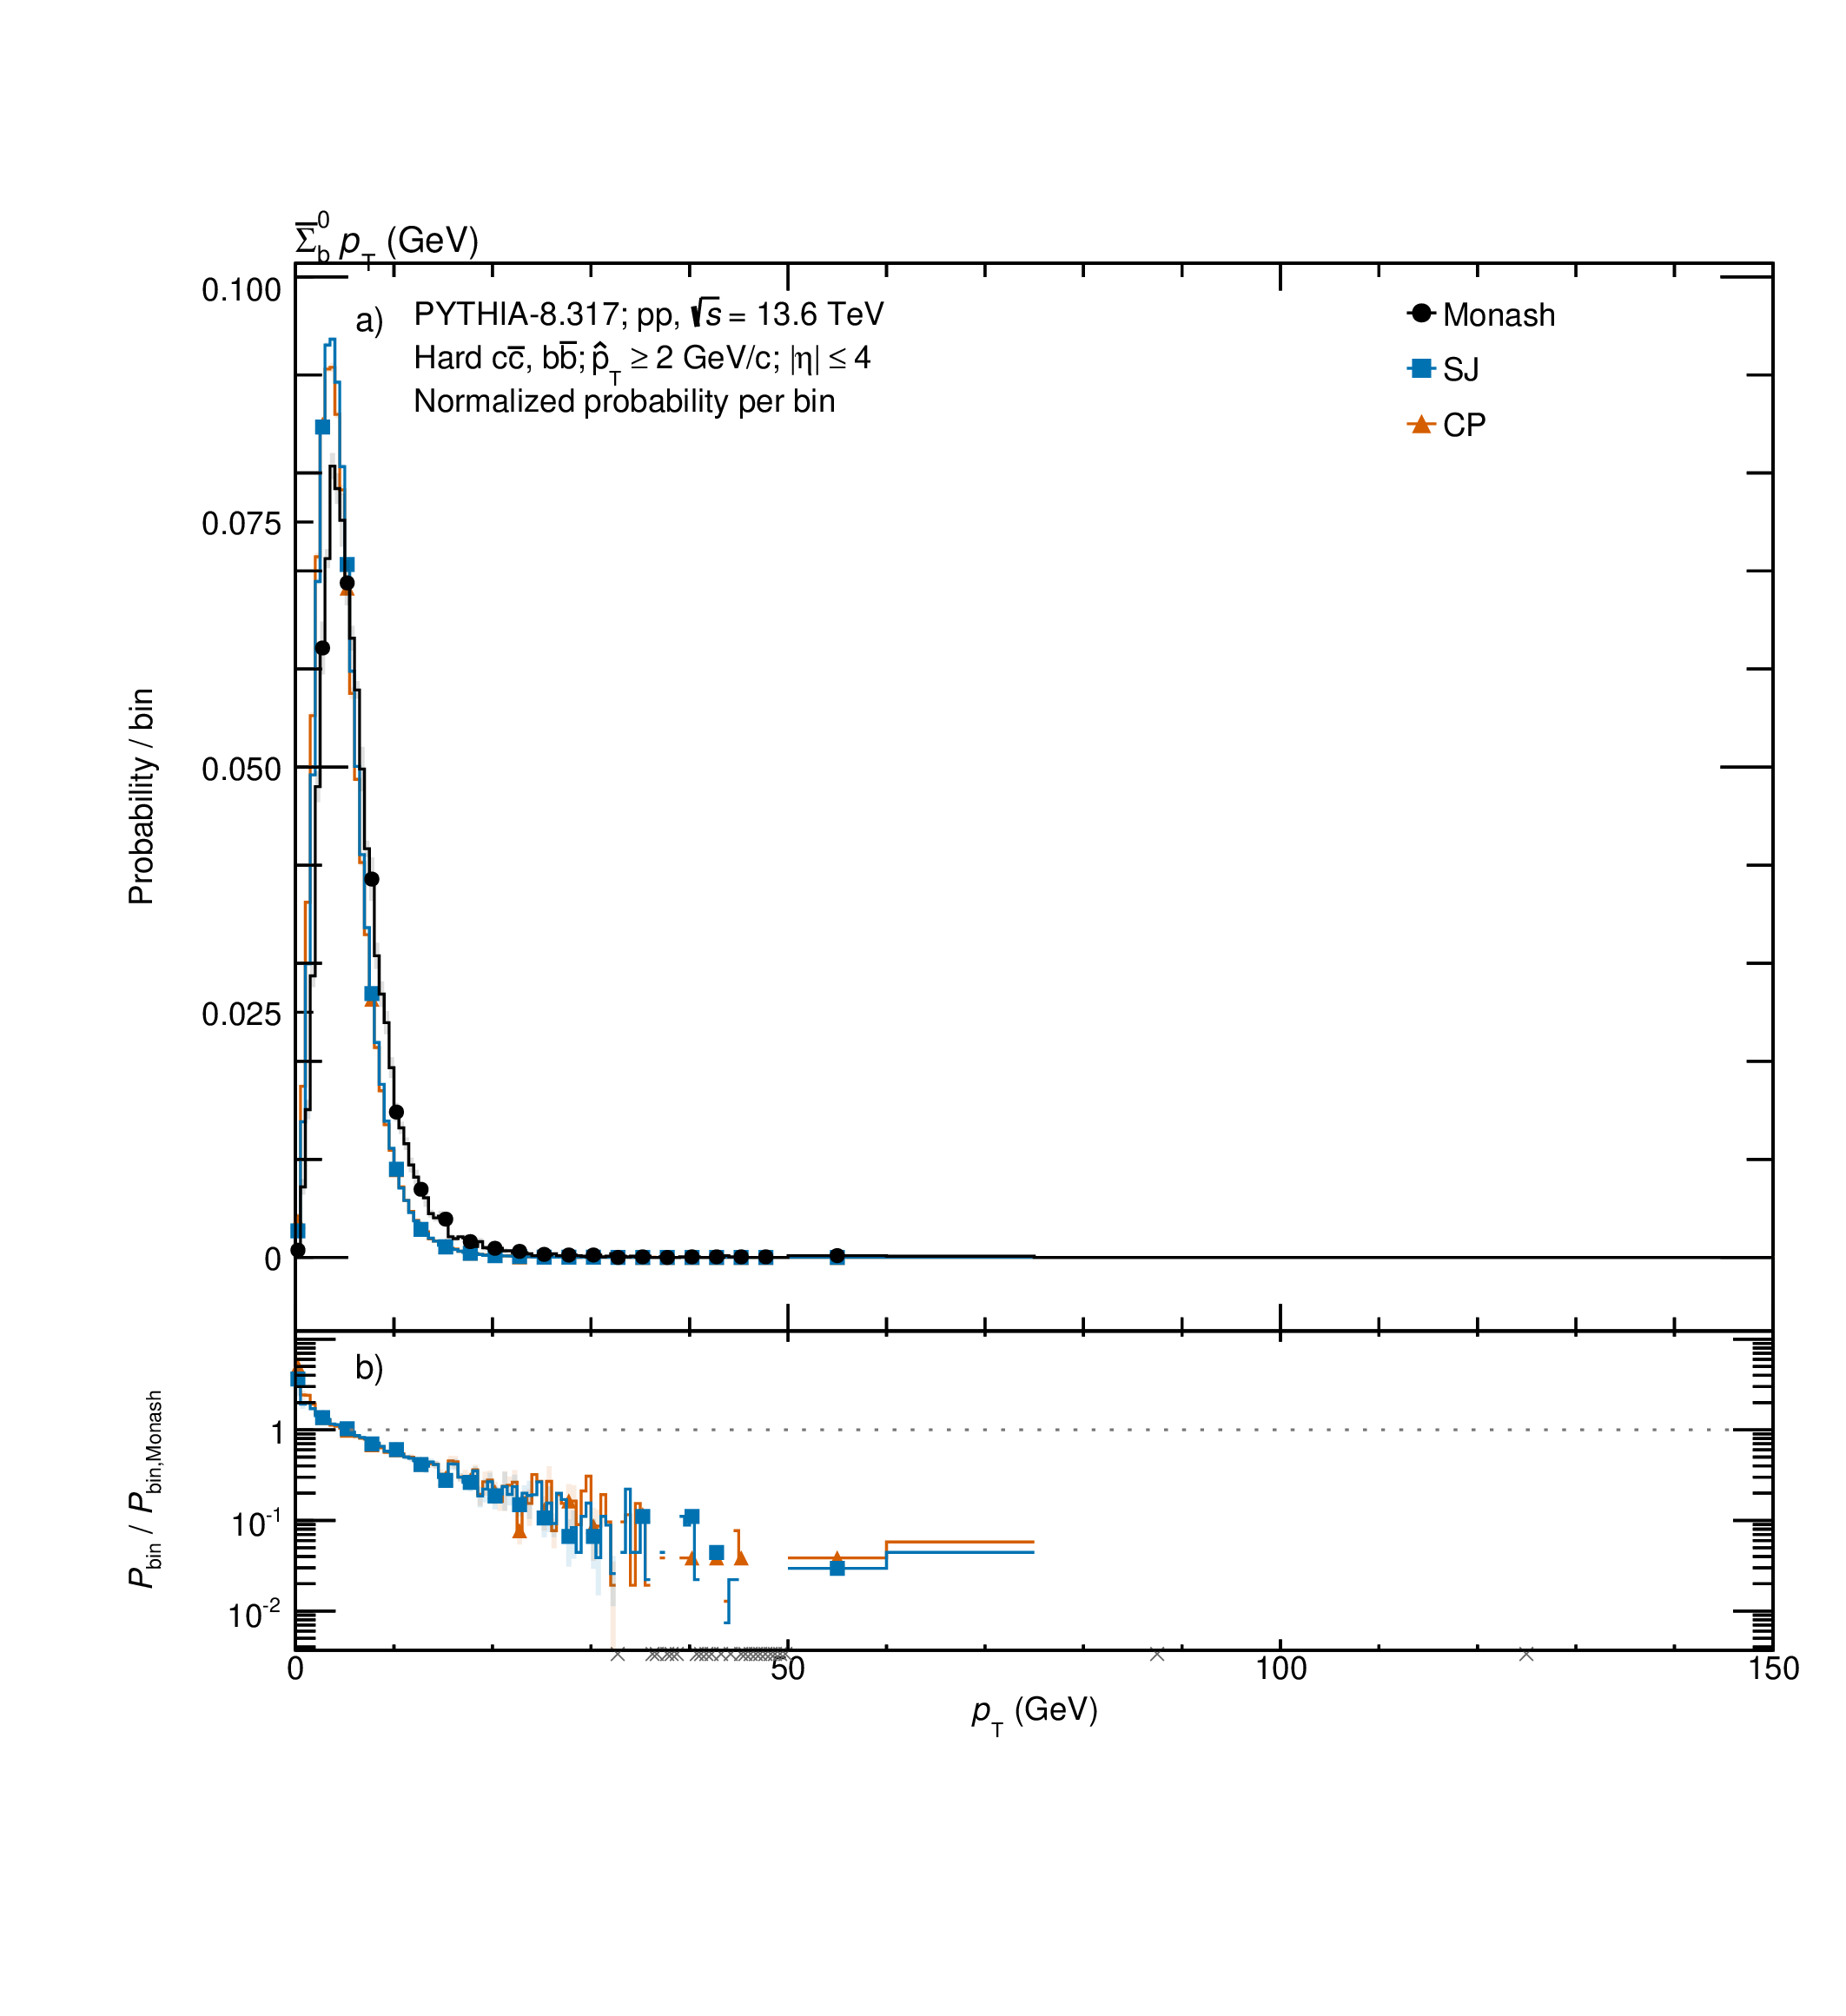 Σ̅b0 pT (GeV)
a)
PYTHIA-8.317; pp, √s = 13.6 TeV
Hard cc̅, bb̅; p̂T ≥ 2 GeV/c; |η| ≤ 4
Normalized probability per bin
Monash
SJ
CP
Probability / bin
0.100
0.075
0.050
0.025
0
b)
Pbin / Pbin,Monash
1
10-1
10-2
0
50
100
150
pT (GeV)